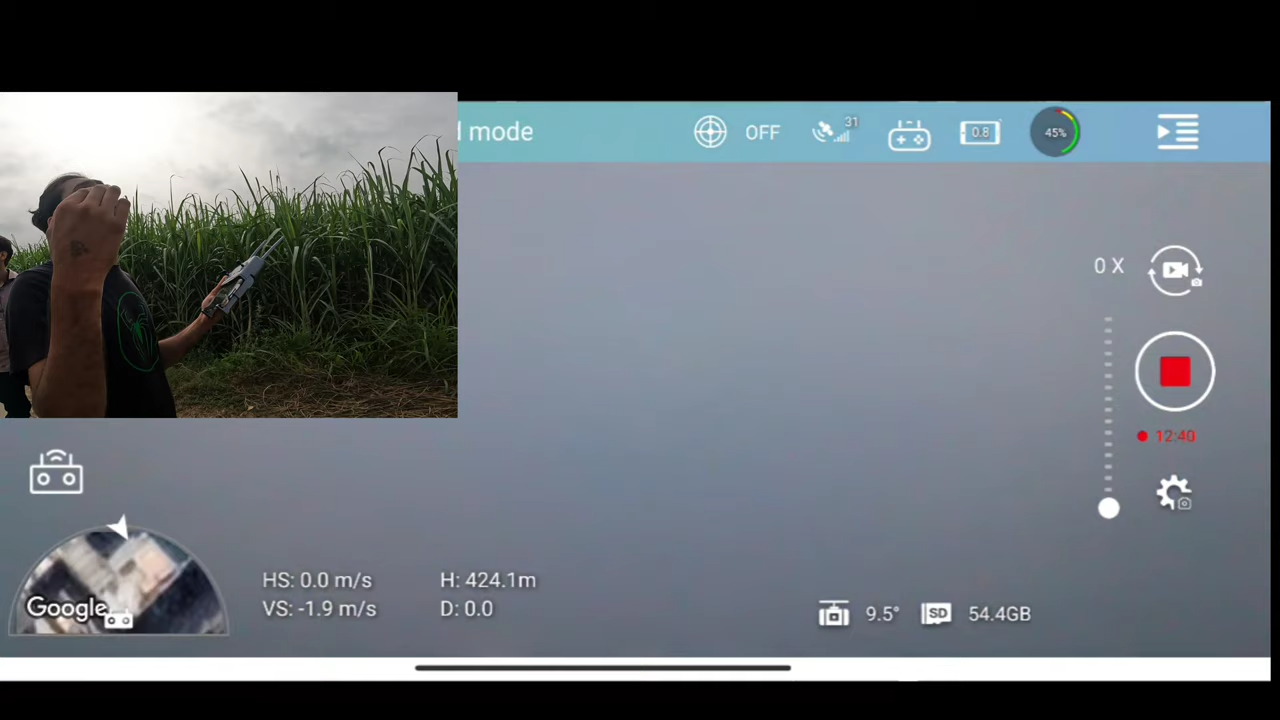 d mode
OFF
31
0.8
45%
0 X
12:40
Google
HS: 0.0 m/s
H: 424.1m
VS: -1.9 m/s
D: 0.0
9.5°
SD
54.4GB